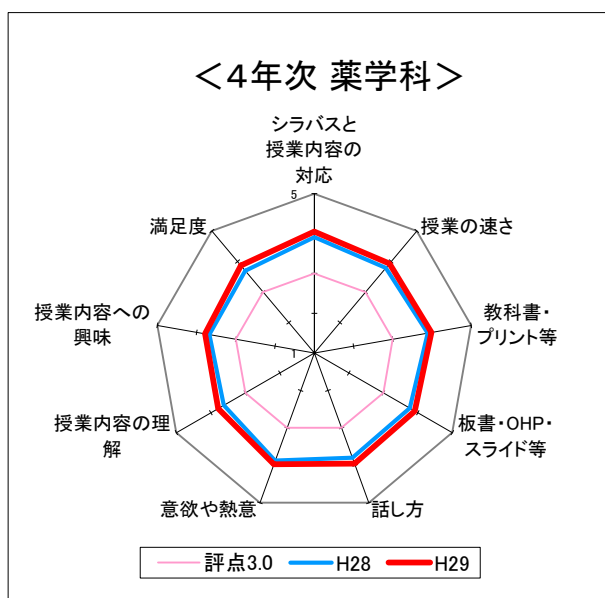 ＜４年次 薬学科＞
シラバスと
授業内容の
対応
5
満足度
授業の速さ
授業内容への
興味
教科書・
プリント等
1
授業内容の理
解
板書・OHP・
スライド等
意欲や熱意
話し方
評点3.0
H28
H29